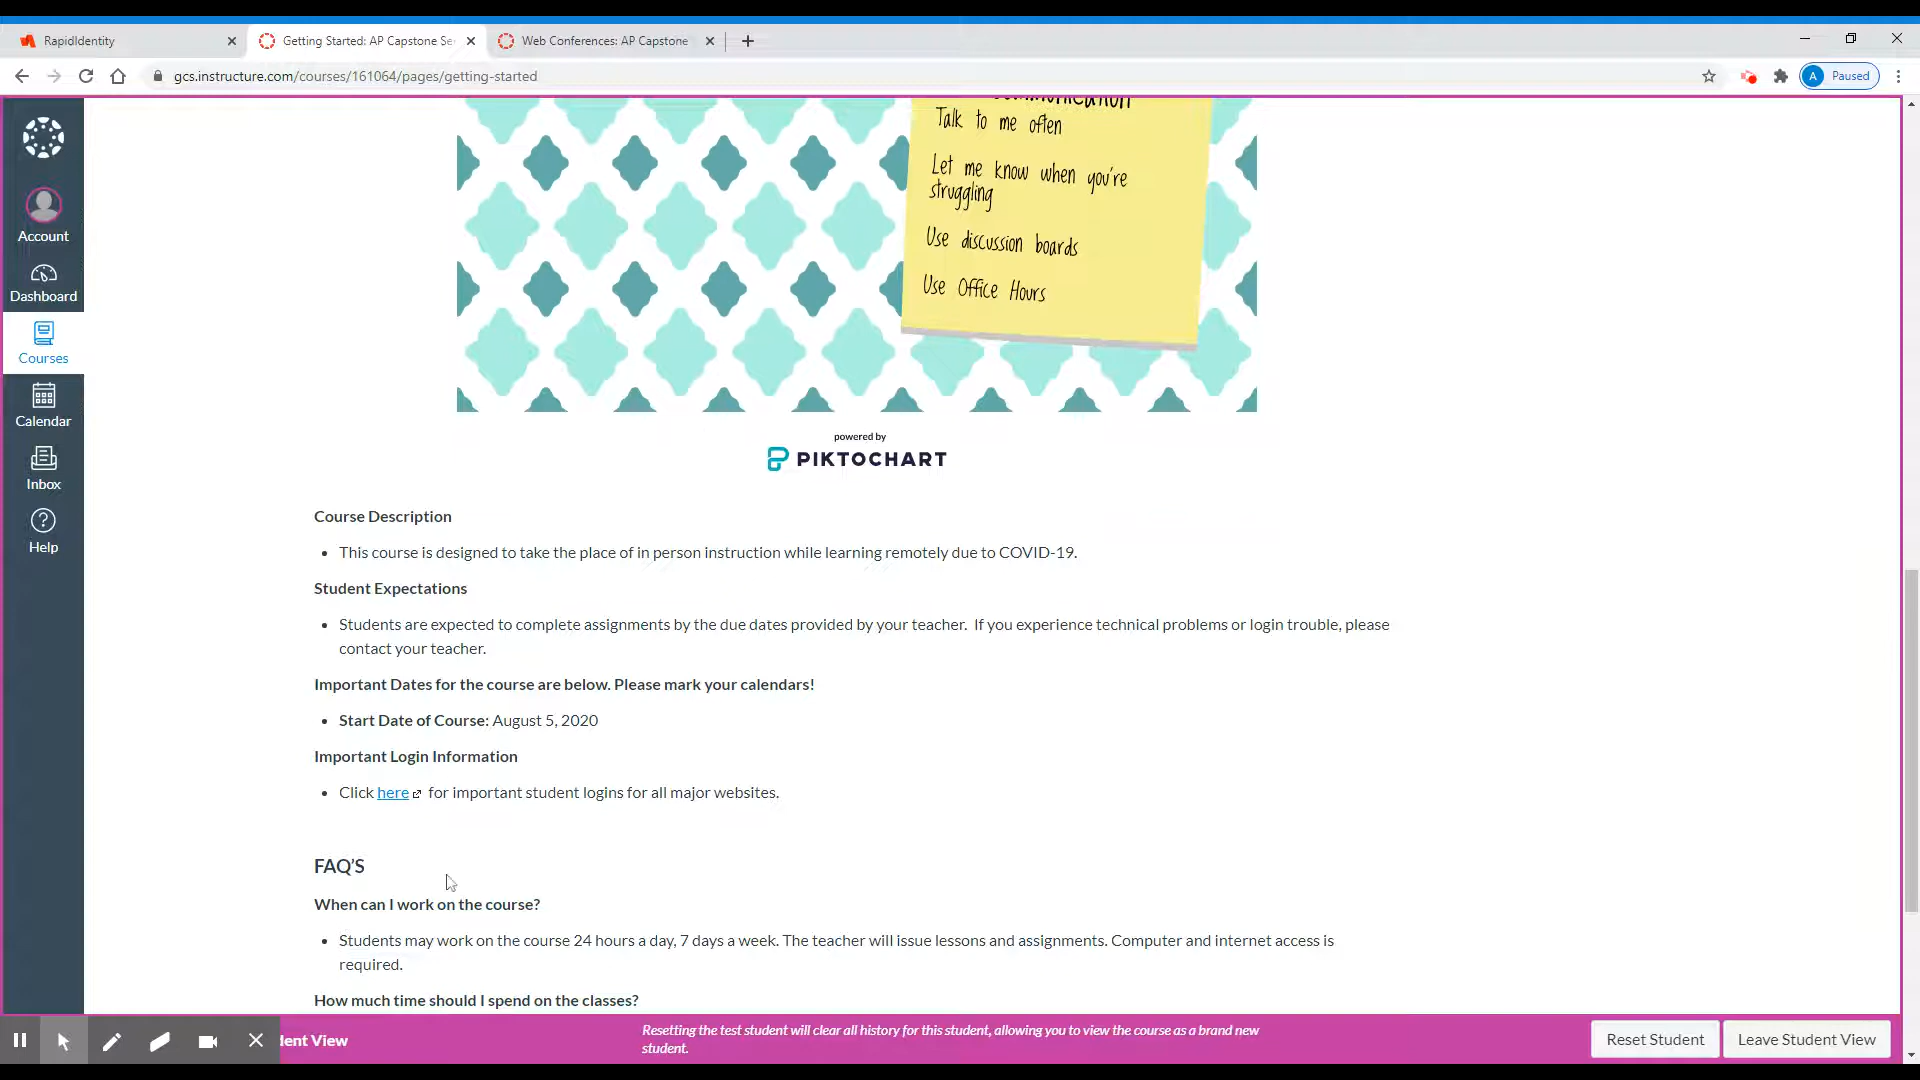 RapidIdentity
Getting Started: AP Capstone Se
Web Conferences: AP Capstone
gcs.instructure.com/courses/161064/pages/getting-started
A Paused
Account
Dashboard
Courses
Calendar
Inbox
Help
Talk to me often
Let me know when you're
struggling
Use discussion boards
Use Office Hours
powered by
PIKTOCHART
Course Description
• This course is designed to take the place of in person instruction while learning remotely due to COVID-19.
Student Expectations
• Students are expected to complete assignments by the due dates provided by your teacher. If you experience technical problems or login trouble, please
contact your teacher.
Important Dates for the course are below. Please mark your calendars!
• Start Date of Course: August 5, 2020
Important Login Information
• Click here for important student logins for all major websites.
FAQ'S
When can I work on the course?
• Students may work on the course 24 hours a day, 7 days a week. The teacher will issue lessons and assignments. Computer and internet access is
required.
How much time should I spend on the classes?
dent View
Resetting the test student will clear all history for this student, allowing you to view the course as a brand new
student.
Reset Student
Leave Student View